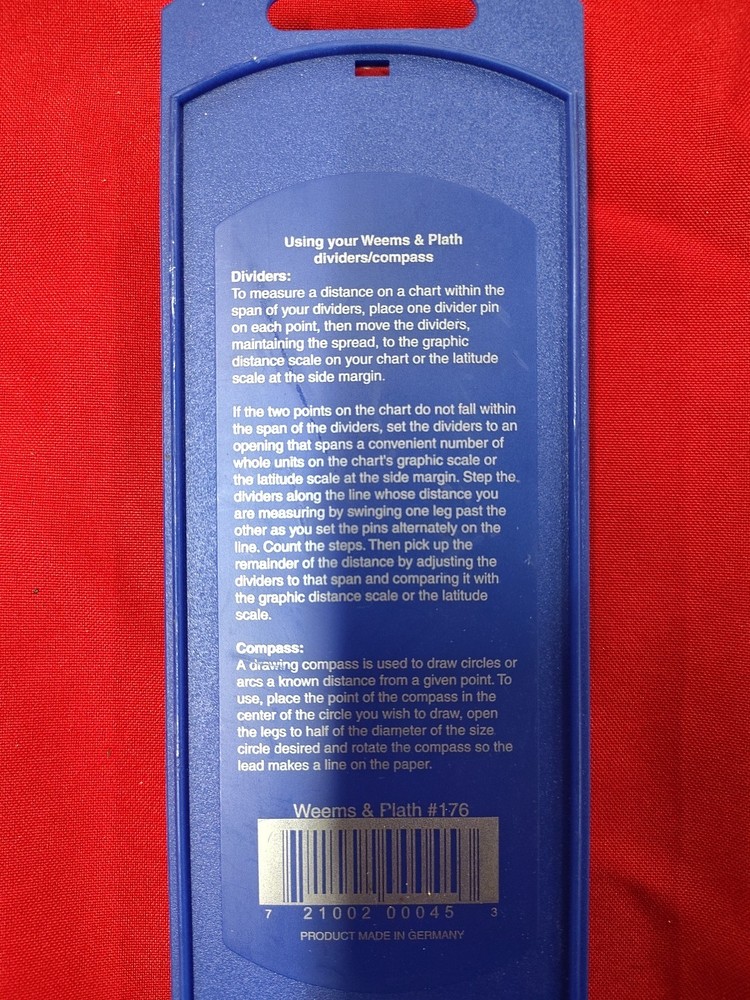 Using your Weems & Plath
dividers/compass
Dividers:
To measure a distance on a chart within the
span of your dividers, place one divider pin
on each point, then move the dividers,
maintaining the spread, to the graphic
distance scale on your chart or the latitude
scale at the side margin.
If the two points on the chart do not fall within
the span of the dividers, set the dividers to an
opening that spans a convenient number of
whole units on the chart's graphic scale or
the latitude scale at the side margin. Step the
dividers along the line whose distance you
are measuring by swinging one leg past the
other as you set the pins alternately on the
line. Count the steps. Then pick up the
remainder of the distance by adjusting the
dividers to that span and comparing it with
the graphic distance scale or the latitude
scale.
Compass:
A drawing compass is used to draw circles or
arcs a known distance from a given point. To
use, place the point of the compass in the
center of the circle you wish to draw, open
the legs to half of the diameter of the size
circle desired and rotate the compass so the
lead makes a line on the paper.
Weems & Plath #176
7 21002 00045 3
PRODUCT MADE IN GERMANY